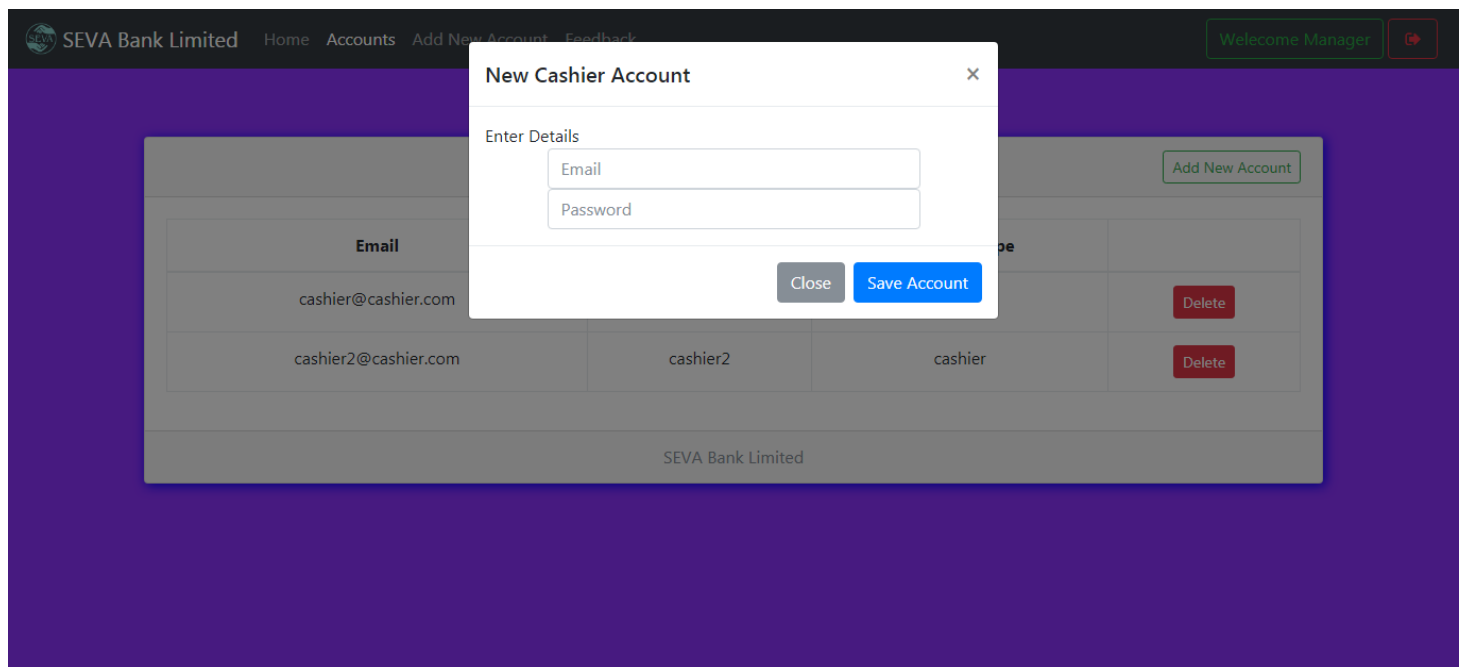 SEVA
SEVA Bank Limited Home Accounts Add New Account Feedback Welecome Manager
New Cashier Account ×
Enter Details
Email
Password
Close Save Account
Add New Account
Email pe
cashier@cashier.com Delete
cashier2@cashier.com cashier2 cashier Delete
SEVA Bank Limited